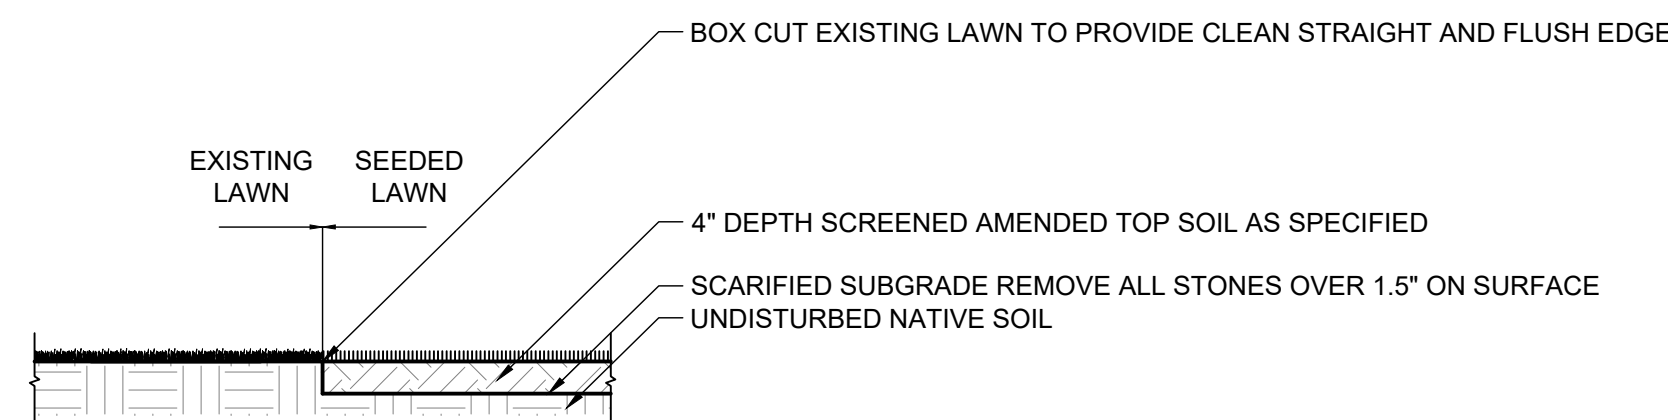 BOX CUT EXISTING LAWN TO PROVIDE CLEAN STRAIGHT AND FLUSH EDGE
EXISTING LAWN
SEEDED LAWN
4" DEPTH SCREENED AMENDED TOP SOIL AS SPECIFIED
SCARIFIED SUBGRADE REMOVE ALL STONES OVER 1.5" ON SURFACE
UNDISTURBED NATIVE SOIL